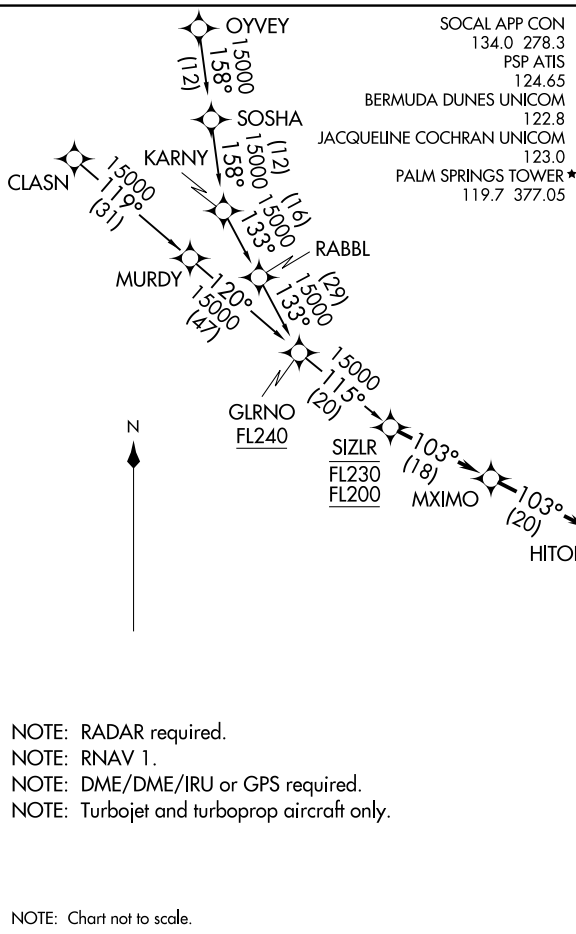 OYVEY
15000
158°
(12)
SOSHA
15000
158°
(12)
KARNY
CLASN
15000
119°
(31)
15000
133°
(16)
RABBL
MURDY
120°
15000
(47)
15000
133°
(29)
GLRNO
FL240
15000
115°
(20)
SIZLR
FL230
FL200
103°
(18)
MXIMO
103°
(20)
SOCAL APP CON
134.0 278.3
PSP ATIS
124.65
BERMUDA DUNES UNICOM
122.8
JACQUELINE COCHRAN UNICOM
123.0
PALM SPRINGS TOWER ★
119.7 377.05
N
NOTE: RADAR required.
NOTE: RNAV 1.
NOTE: DME/DME/IRU or GPS required.
NOTE: Turbojet and turboprop aircraft only.
NOTE: Chart not to scale.